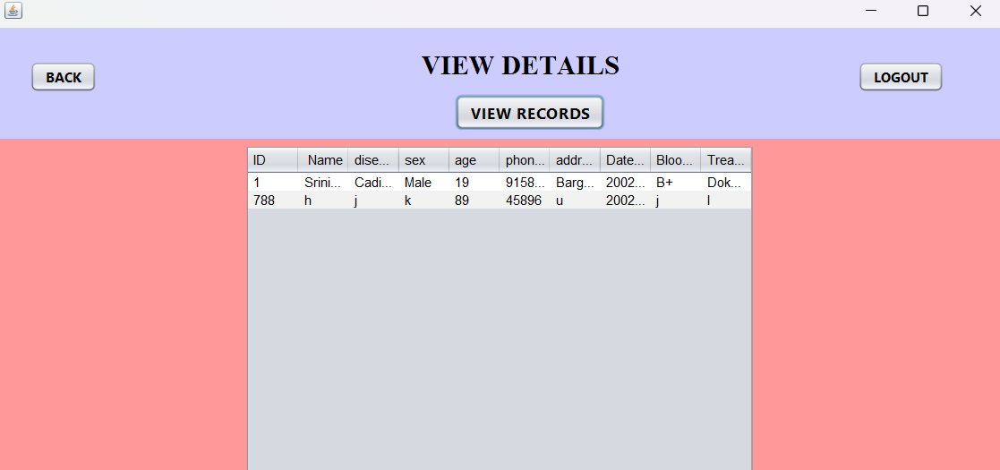 VIEW DETAILS
BACK
LOGOUT
VIEW RECORDS
ID Name dise... sex age phon... addr... Date... Bloo... Trea...
1 Srini... Cadi... Male 19 9158... Barg... 2002... B+ Dok...
788 h j k 89 45896 u 2002... j l